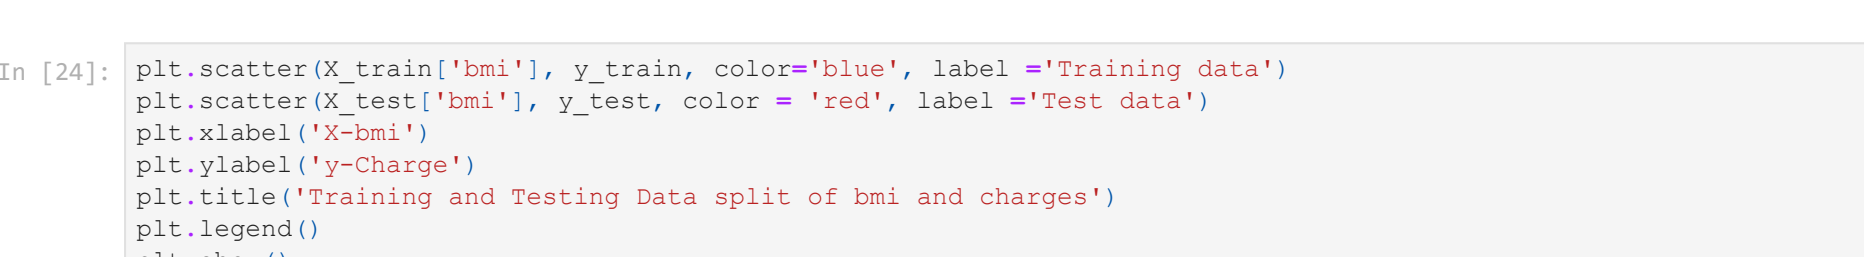 In [24]: plt.scatter(X_train['bmi'], y_train, color='blue', label ='Training data')
plt.scatter(X_test['bmi'], y_test, color = 'red', label ='Test data')
plt.xlabel('X-bmi')
plt.ylabel('y-Charge')
plt.title('Training and Testing Data split of bmi and charges')
plt.legend()